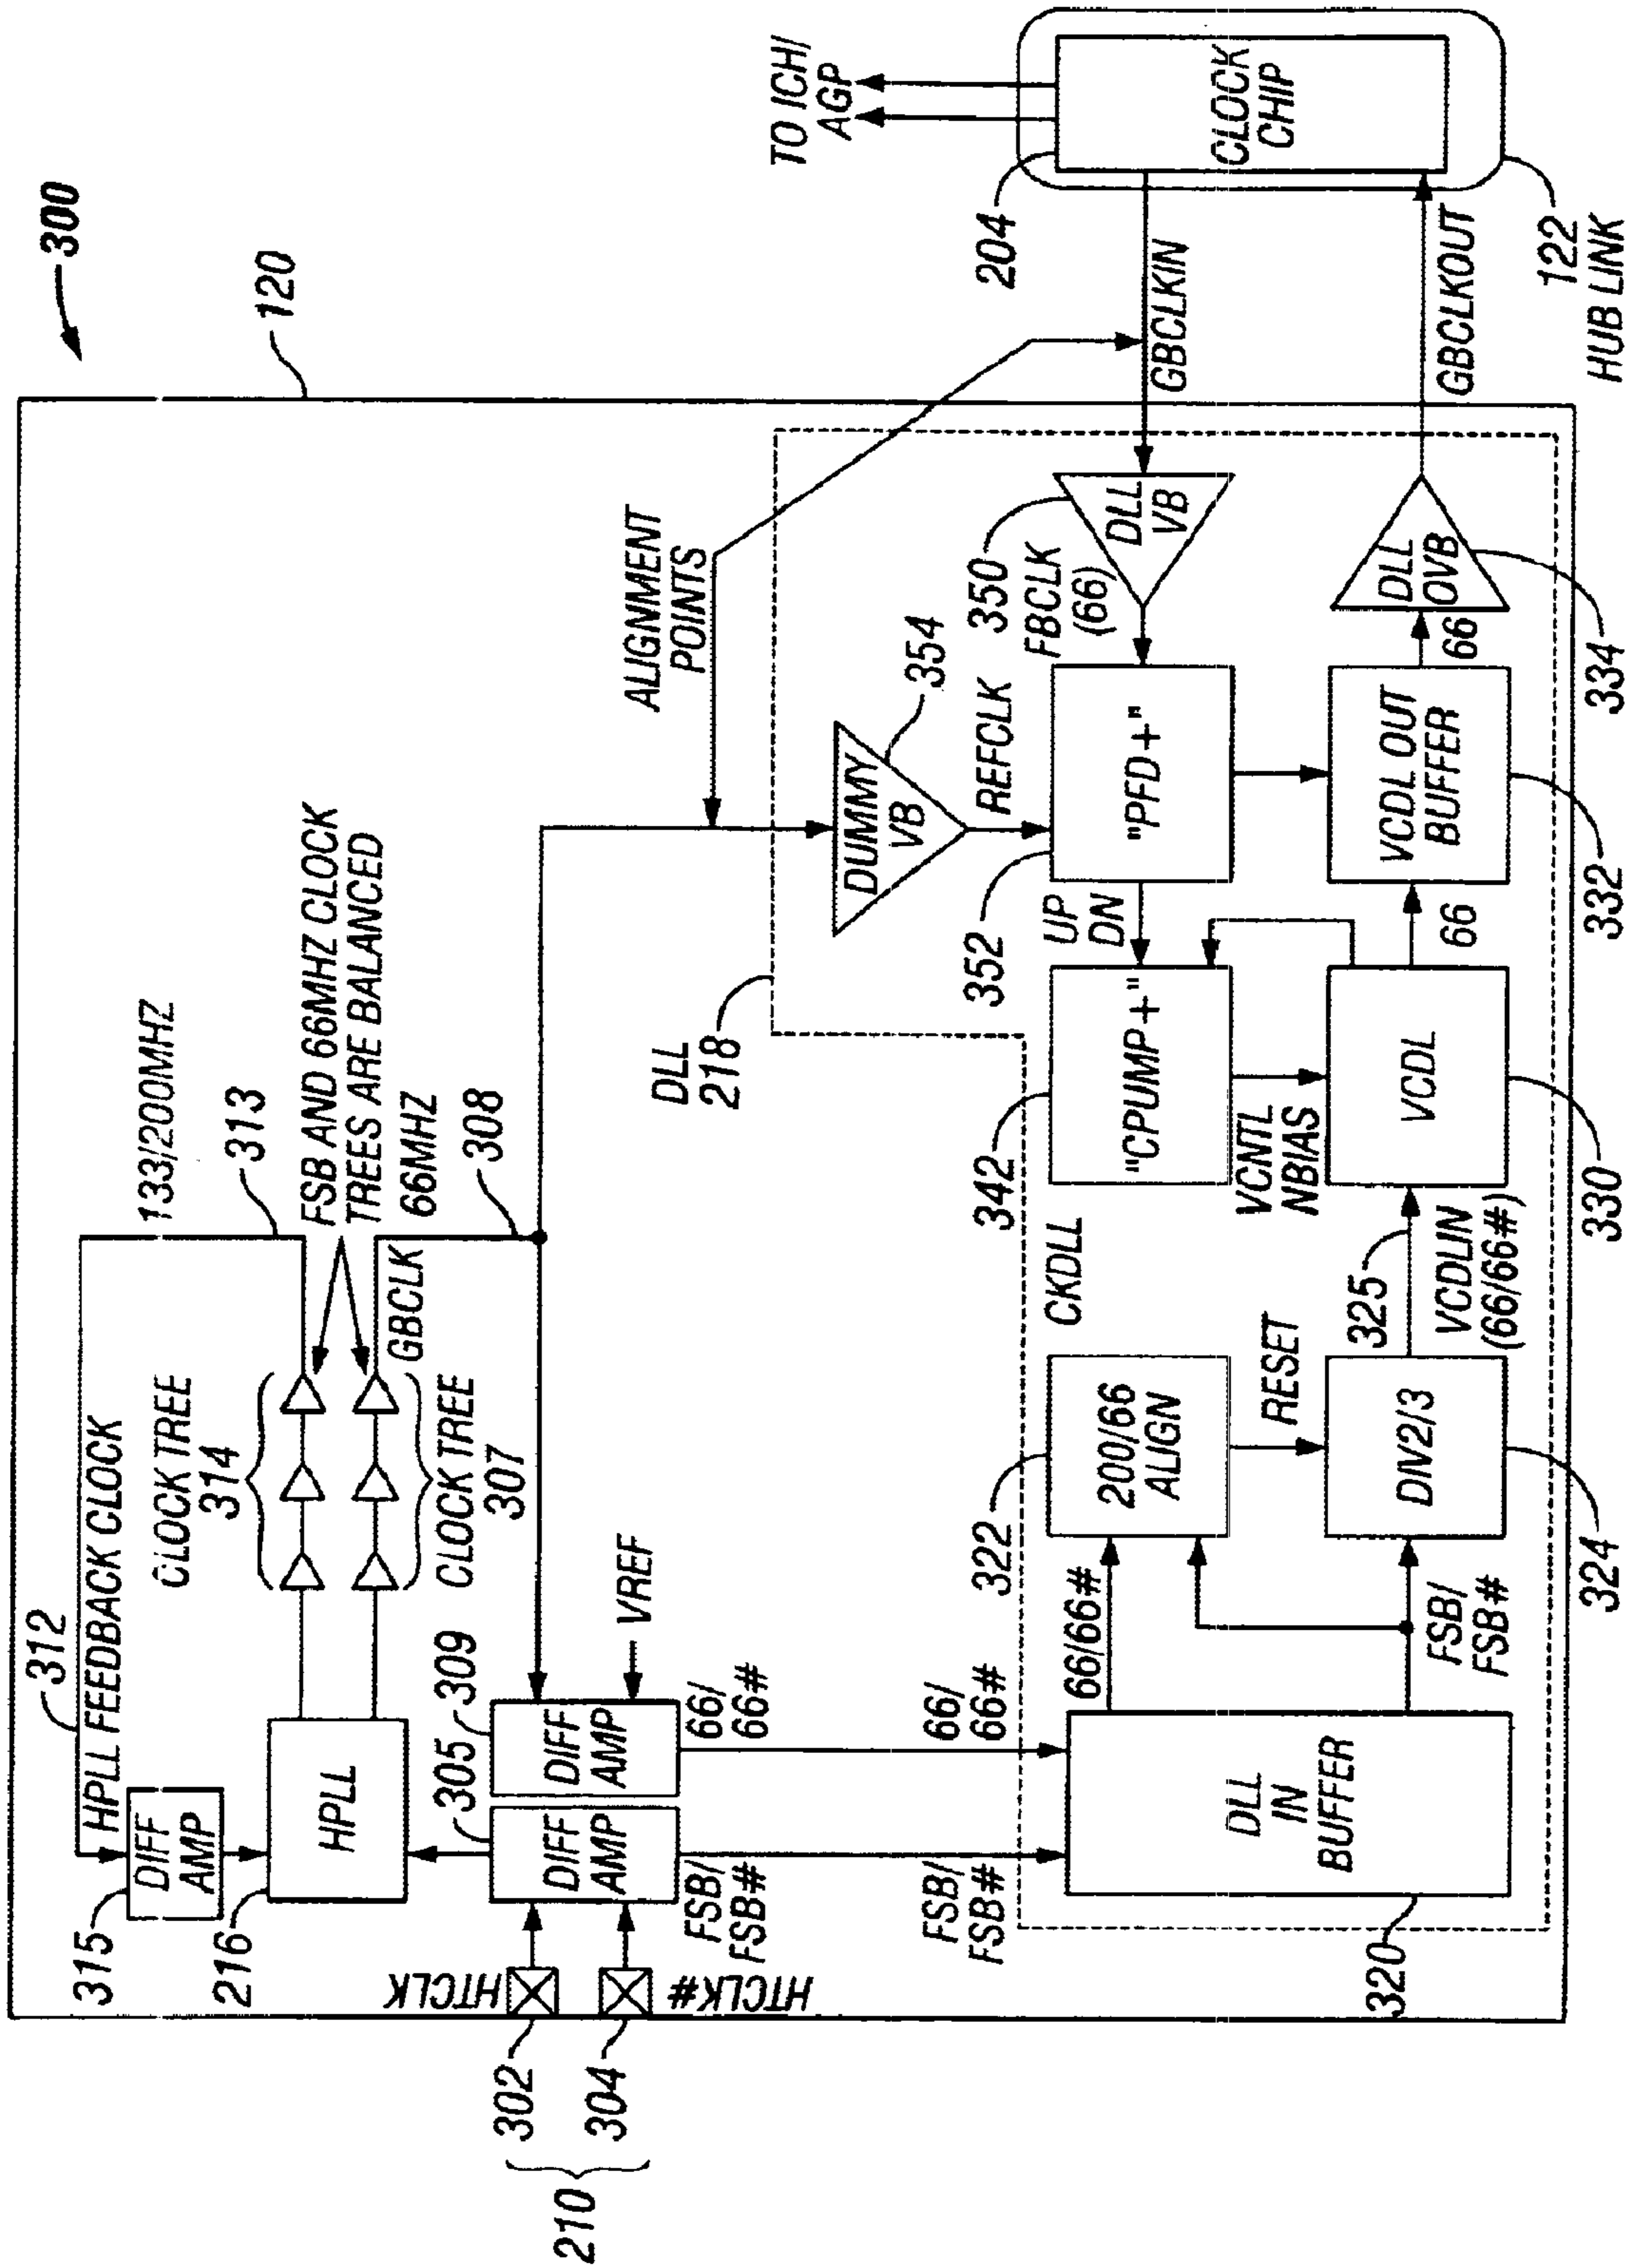 300
120
312
HPLL FEEDBACK CLOCK
133/200MHZ
313
315
DIFF
AMP
CLOCK TREE
314
FSB AND 66MHZ CLOCK
TREES ARE BALANCED
216
HPLL
GBCLK
66MHZ
308
CLOCK TREE
307
HTCLK
302
210
304
HTCLK#
305
DIFF
AMP
309
DIFF
AMP
VREF
FSB/
FSB#
66/
66#
ALIGNMENT
POINTS
TO ICH/
AGP
DLL
218
DUMMY
VB
354
REFCLK
FSB/
FSB#
66/
66#
322
CKDLL
342
352
350
FBCLK
(66)
204
66/66#
200/66
ALIGN
"CPUMP+"
UP
DN
"PFD+"
DLL
VB
GBCLKIN
CLOCK
CHIP
RESET
VCNTL
NBIAS
320
DLL
IN
BUFFER
FSB/
FSB#
DIV2/3
324
325
VCDLIN
(66/66#)
VCDL
330
66
VCDL OUT
BUFFER
332
66
DLL
OVB
334
GBCLKOUT
122
HUB LINK